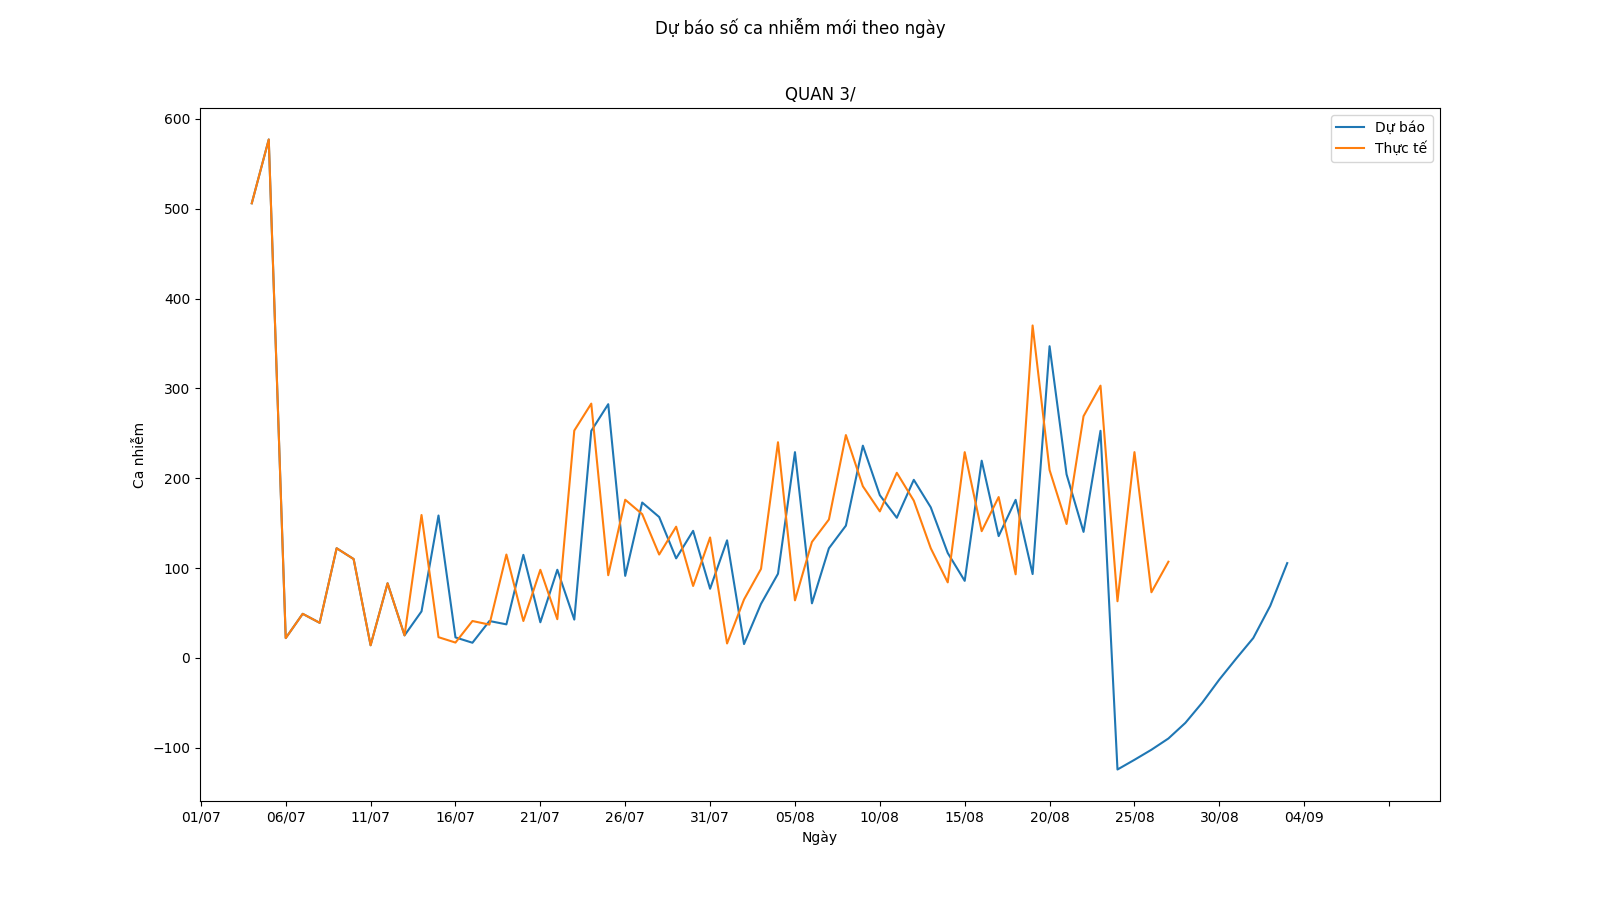 Dự báo số ca nhiễm mới theo ngày
QUAN 3/
Dự báo
Thực tế
600
500
400
300
200
100
0
−100
Ca nhiễm
01/07 06/07 11/07 16/07 21/07 26/07 31/07 05/08 10/08 15/08 20/08 25/08 30/08 04/09
Ngày